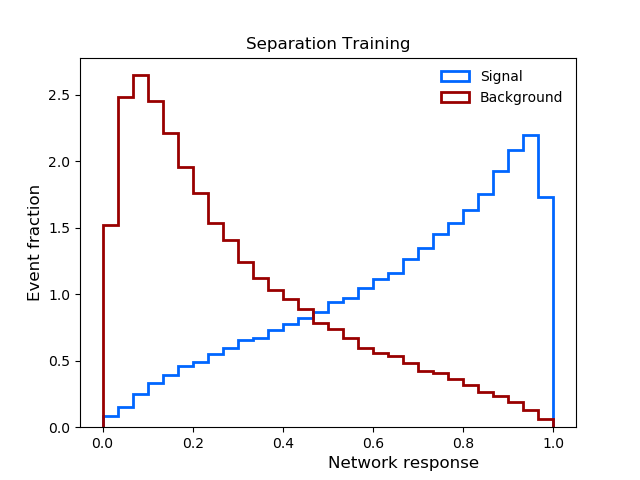 Separation Training
Signal
Background
Event fraction
2.5
2.0
1.5
1.0
0.5
0.0
0.0 0.2 0.4 0.6 0.8 1.0
Network response